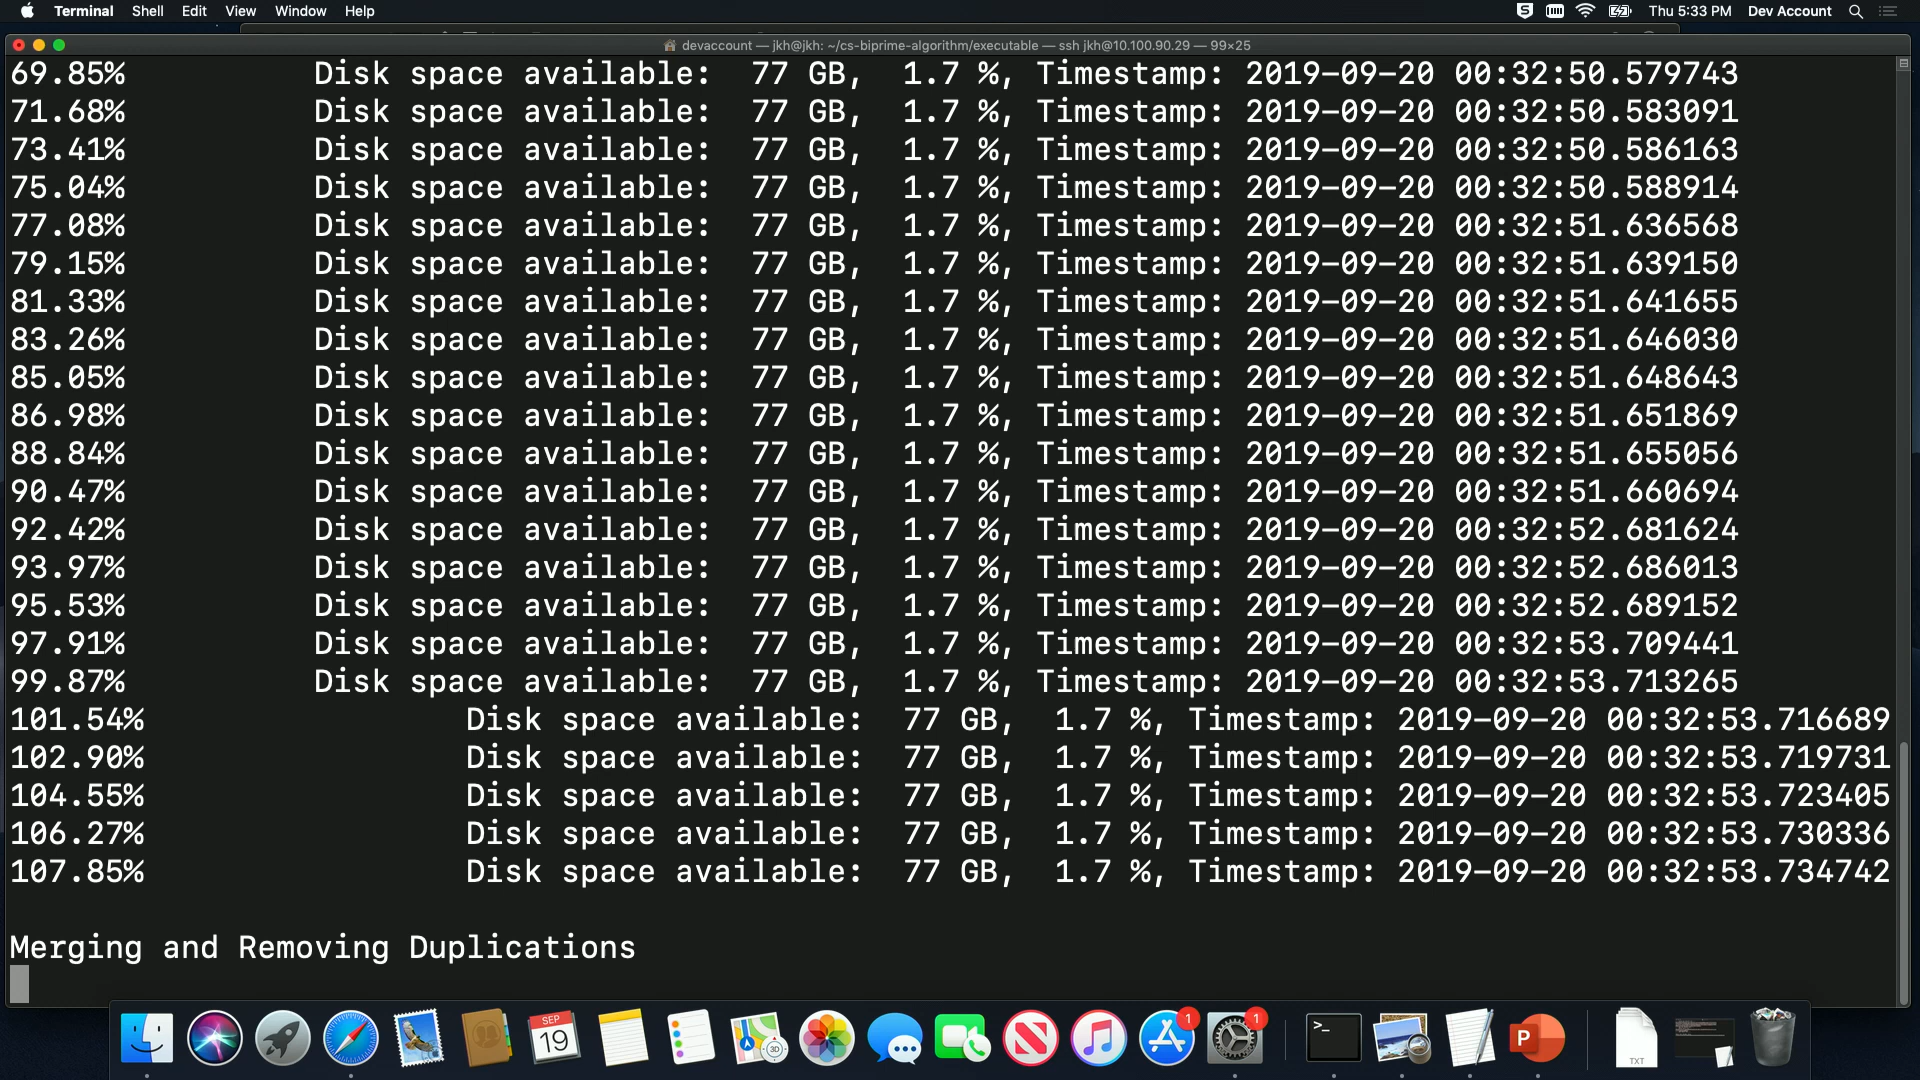 Terminal Shell Edit View Window Help Thu 5:33 PM Dev Account
devaccount — jkh@jkh: ~/cs-biprime-algorithm/executable — ssh jkh@10.100.90.29 — 99×25
69.85% Disk space available: 77 GB, 1.7 %, Timestamp: 2019-09-20 00:32:50.579743
71.68% Disk space available: 77 GB, 1.7 %, Timestamp: 2019-09-20 00:32:50.583091
73.41% Disk space available: 77 GB, 1.7 %, Timestamp: 2019-09-20 00:32:50.586163
75.04% Disk space available: 77 GB, 1.7 %, Timestamp: 2019-09-20 00:32:50.588914
77.08% Disk space available: 77 GB, 1.7 %, Timestamp: 2019-09-20 00:32:51.636568
79.15% Disk space available: 77 GB, 1.7 %, Timestamp: 2019-09-20 00:32:51.639150
81.33% Disk space available: 77 GB, 1.7 %, Timestamp: 2019-09-20 00:32:51.641655
83.26% Disk space available: 77 GB, 1.7 %, Timestamp: 2019-09-20 00:32:51.646030
85.05% Disk space available: 77 GB, 1.7 %, Timestamp: 2019-09-20 00:32:51.648643
86.98% Disk space available: 77 GB, 1.7 %, Timestamp: 2019-09-20 00:32:51.651869
88.84% Disk space available: 77 GB, 1.7 %, Timestamp: 2019-09-20 00:32:51.655056
90.47% Disk space available: 77 GB, 1.7 %, Timestamp: 2019-09-20 00:32:51.660694
92.42% Disk space available: 77 GB, 1.7 %, Timestamp: 2019-09-20 00:32:52.681624
93.97% Disk space available: 77 GB, 1.7 %, Timestamp: 2019-09-20 00:32:52.686013
95.53% Disk space available: 77 GB, 1.7 %, Timestamp: 2019-09-20 00:32:52.689152
97.91% Disk space available: 77 GB, 1.7 %, Timestamp: 2019-09-20 00:32:53.709441
99.87% Disk space available: 77 GB, 1.7 %, Timestamp: 2019-09-20 00:32:53.713265
101.54% Disk space available: 77 GB, 1.7 %, Timestamp: 2019-09-20 00:32:53.716689
102.90% Disk space available: 77 GB, 1.7 %, Timestamp: 2019-09-20 00:32:53.719731
104.55% Disk space available: 77 GB, 1.7 %, Timestamp: 2019-09-20 00:32:53.723405
106.27% Disk space available: 77 GB, 1.7 %, Timestamp: 2019-09-20 00:32:53.730336
107.85% Disk space available: 77 GB, 1.7 %, Timestamp: 2019-09-20 00:32:53.734742
Merging and Removing Duplications
SEP
19
3D
1
1
>_
P
TXT